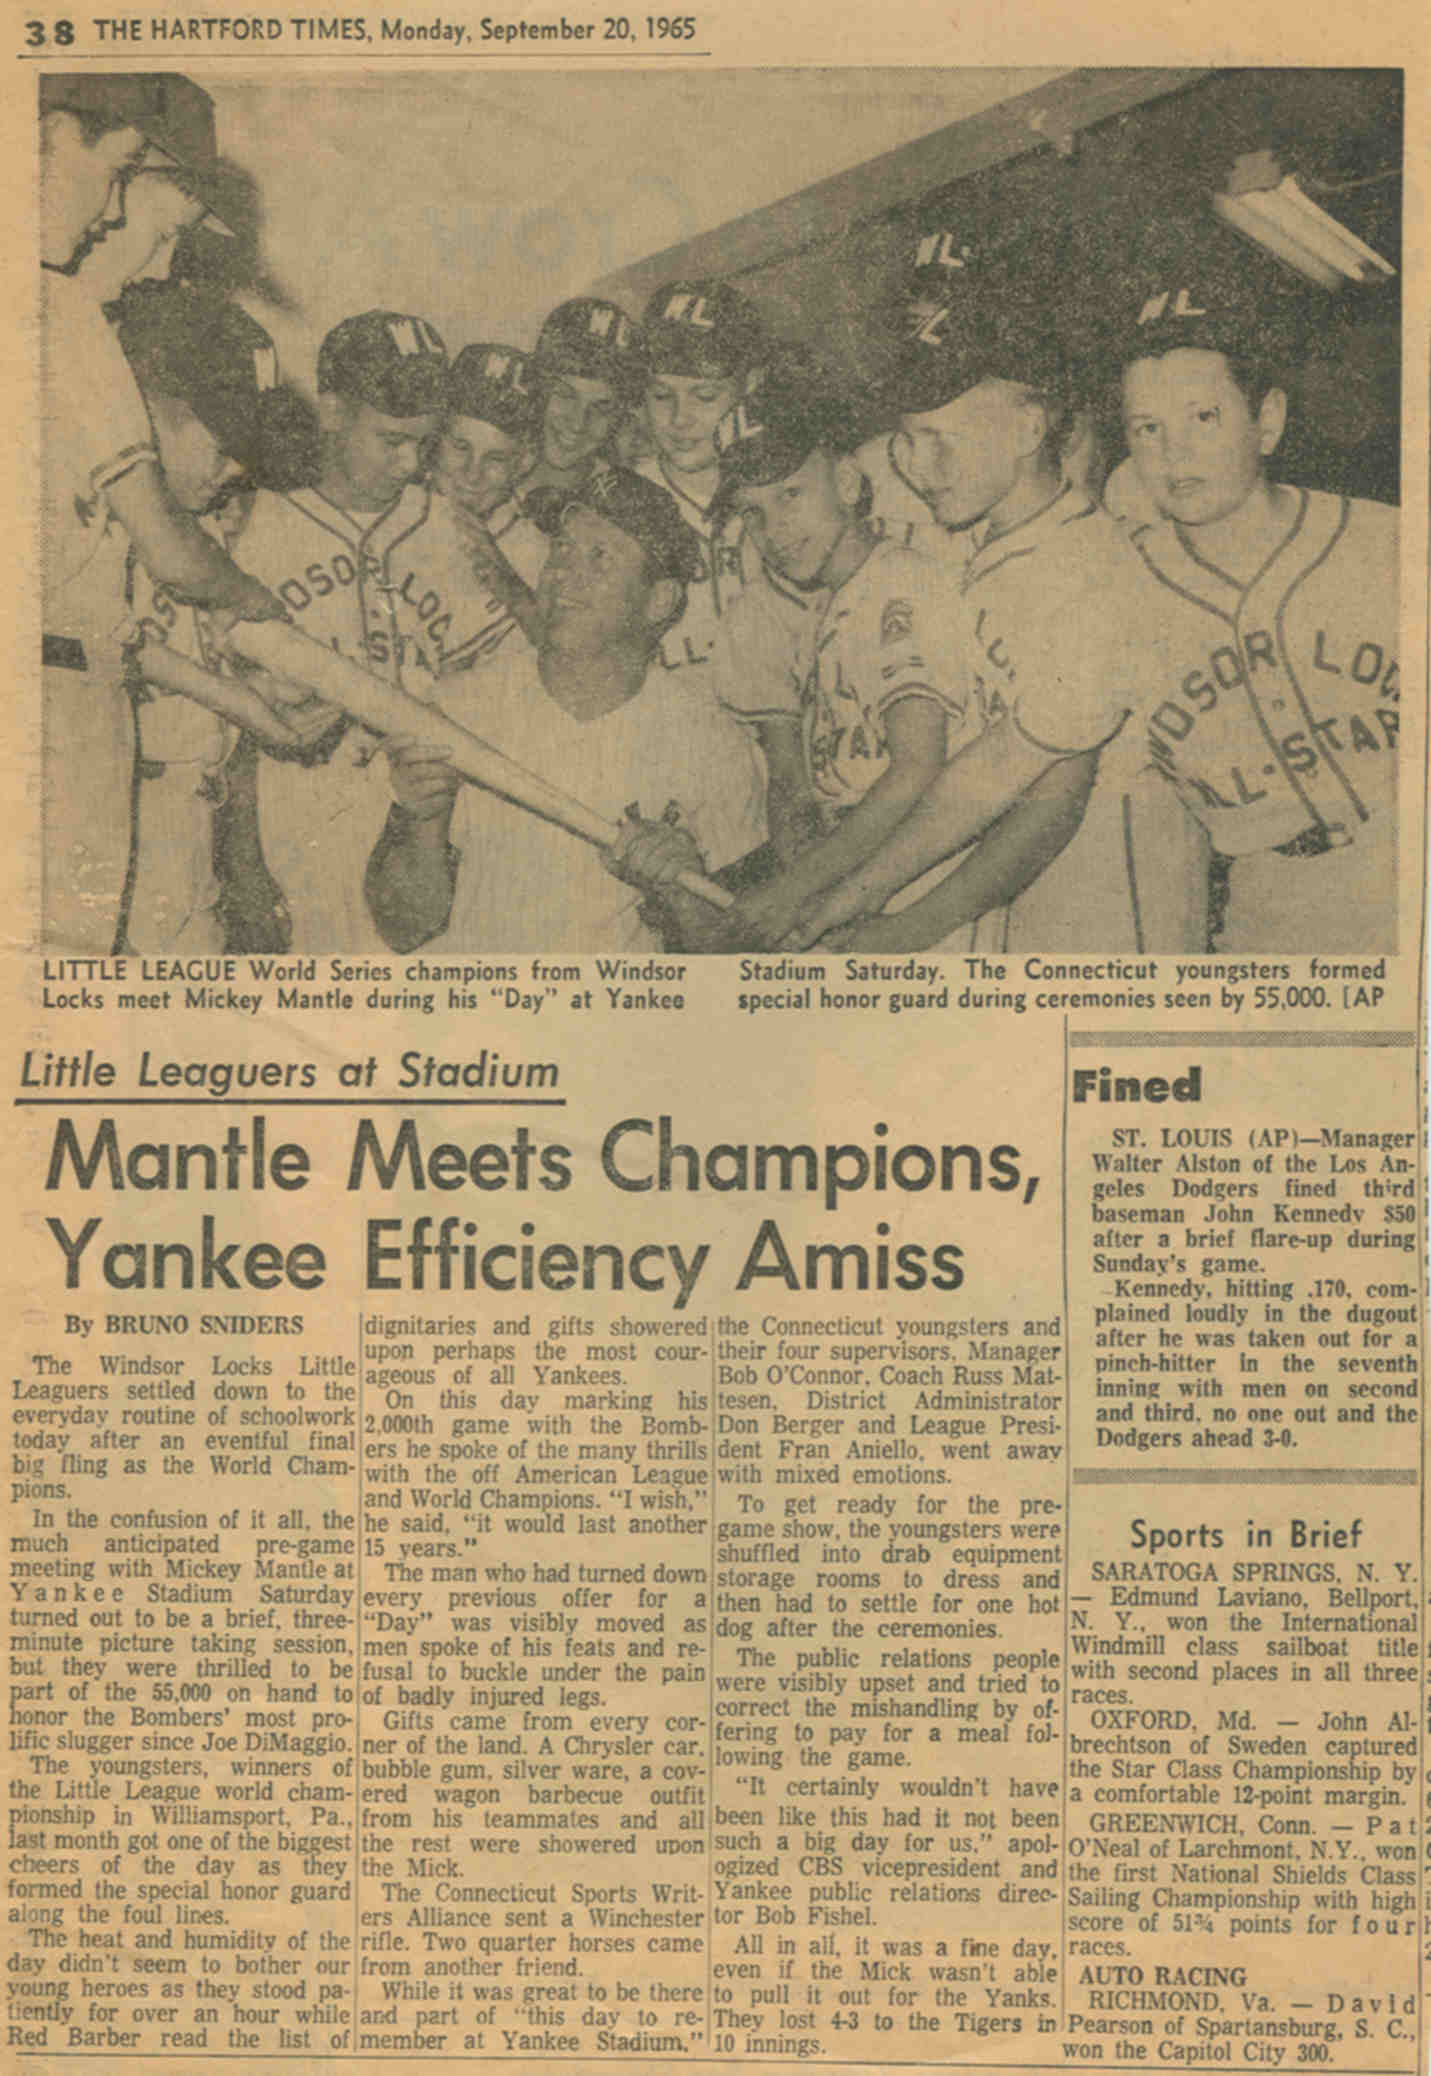 38 THE HARTFORD TIMES, Monday, September 20, 1965
WL
WL
WL
WL
WL
WL
WL
WL
WINDSOR LOC
ALL-STAR
LITTLE LEAGUE World Series champions from Windsor
Locks meet Mickey Mantle during his "Day" at Yankee
Stadium Saturday. The Connecticut youngsters formed
special honor guard during ceremonies seen by 55,000. [AP
Little Leaguers at Stadium
Mantle Meets Champions,
Yankee Efficiency Amiss
By BRUNO SNIDERS
The Windsor Locks Little
Leaguers settled down to the
everyday routine of schoolwork
today after an eventful final
big fling as the World Cham-
pions.
In the confusion of it all, the
much anticipated pre-game
meeting with Mickey Mantle at
Yankee Stadium Saturday
turned out to be a brief, three-
minute picture taking session,
but they were thrilled to be
part of the 55,000 on hand to
honor the Bombers' most pro-
lific slugger since Joe DiMaggio.
The youngsters, winners of
the Little League world cham-
pionship in Williamsport, Pa.,
last month got one of the biggest
cheers of the day as they
formed the special honor guard
along the foul lines.
The heat and humidity of the
day didn't seem to bother our
young heroes as they stood pa-
tiently for over an hour while
Red Barber read the list of
dignitaries and gifts showered
upon perhaps the most cour-
ageous of all Yankees.
On this day marking his
2,000th game with the Bomb-
ers he spoke of the many thrills
with the off American League
and World Champions. "I wish,"
he said, "it would last another
15 years."
The man who had turned down
every previous offer for a
"Day" was visibly moved as
men spoke of his feats and re-
fusal to buckle under the pain
of badly injured legs.
Gifts came from every cor-
ner of the land. A Chrysler car,
bubble gum, silver ware, a cov-
ered wagon barbecue outfit
from his teammates and all
the rest were showered upon
the Mick.
The Connecticut Sports Writ-
ers Alliance sent a Winchester
rifle. Two quarter horses came
from another friend.
While it was great to be there
and part of "this day to re-
member at Yankee Stadium,"
the Connecticut youngsters and
their four supervisors, Manager
Bob O'Connor, Coach Russ Mat-
tesen, District Administrator
Don Berger and League Presi-
dent Fran Aniello, went away
with mixed emotions.
To get ready for the pre-
game show, the youngsters were
shuffled into drab equipment
storage rooms to dress and
then had to settle for one hot
dog after the ceremonies.
The public relations people
were visibly upset and tried to
correct the mishandling by of-
fering to pay for a meal fol-
lowing the game.
"It certainly wouldn't have
been like this had it not been
such a big day for us," apol-
ogized CBS vicepresident and
Yankee public relations direc-
tor Bob Fishel.
All in all, it was a fine day,
even if the Mick wasn't able
to pull it out for the Yanks.
They lost 4-3 to the Tigers in
10 innings.
Fined
ST. LOUIS (AP)—Manager
Walter Alston of the Los An-
geles Dodgers fined third
baseman John Kennedy $50
after a brief flare-up during
Sunday's game.
Kennedy, hitting .170, com-
plained loudly in the dugout
after he was taken out for a
pinch-hitter in the seventh
inning with men on second
and third, no one out and the
Dodgers ahead 3-0.
Sports in Brief
SARATOGA SPRINGS, N. Y.
— Edmund Laviano, Bellport,
N. Y., won the International
Windmill class sailboat title
with second places in all three
races.
OXFORD, Md. — John Al-
brechtson of Sweden captured
the Star Class Championship by
a comfortable 12-point margin.
GREENWICH, Conn. — Pat
O'Neal of Larchmont, N.Y., won
the first National Shields Class
Sailing Championship with high
score of 51¾ points for four
races.
AUTO RACING
RICHMOND, Va. — David
Pearson of Spartansburg, S. C.,
won the Capitol City 300.